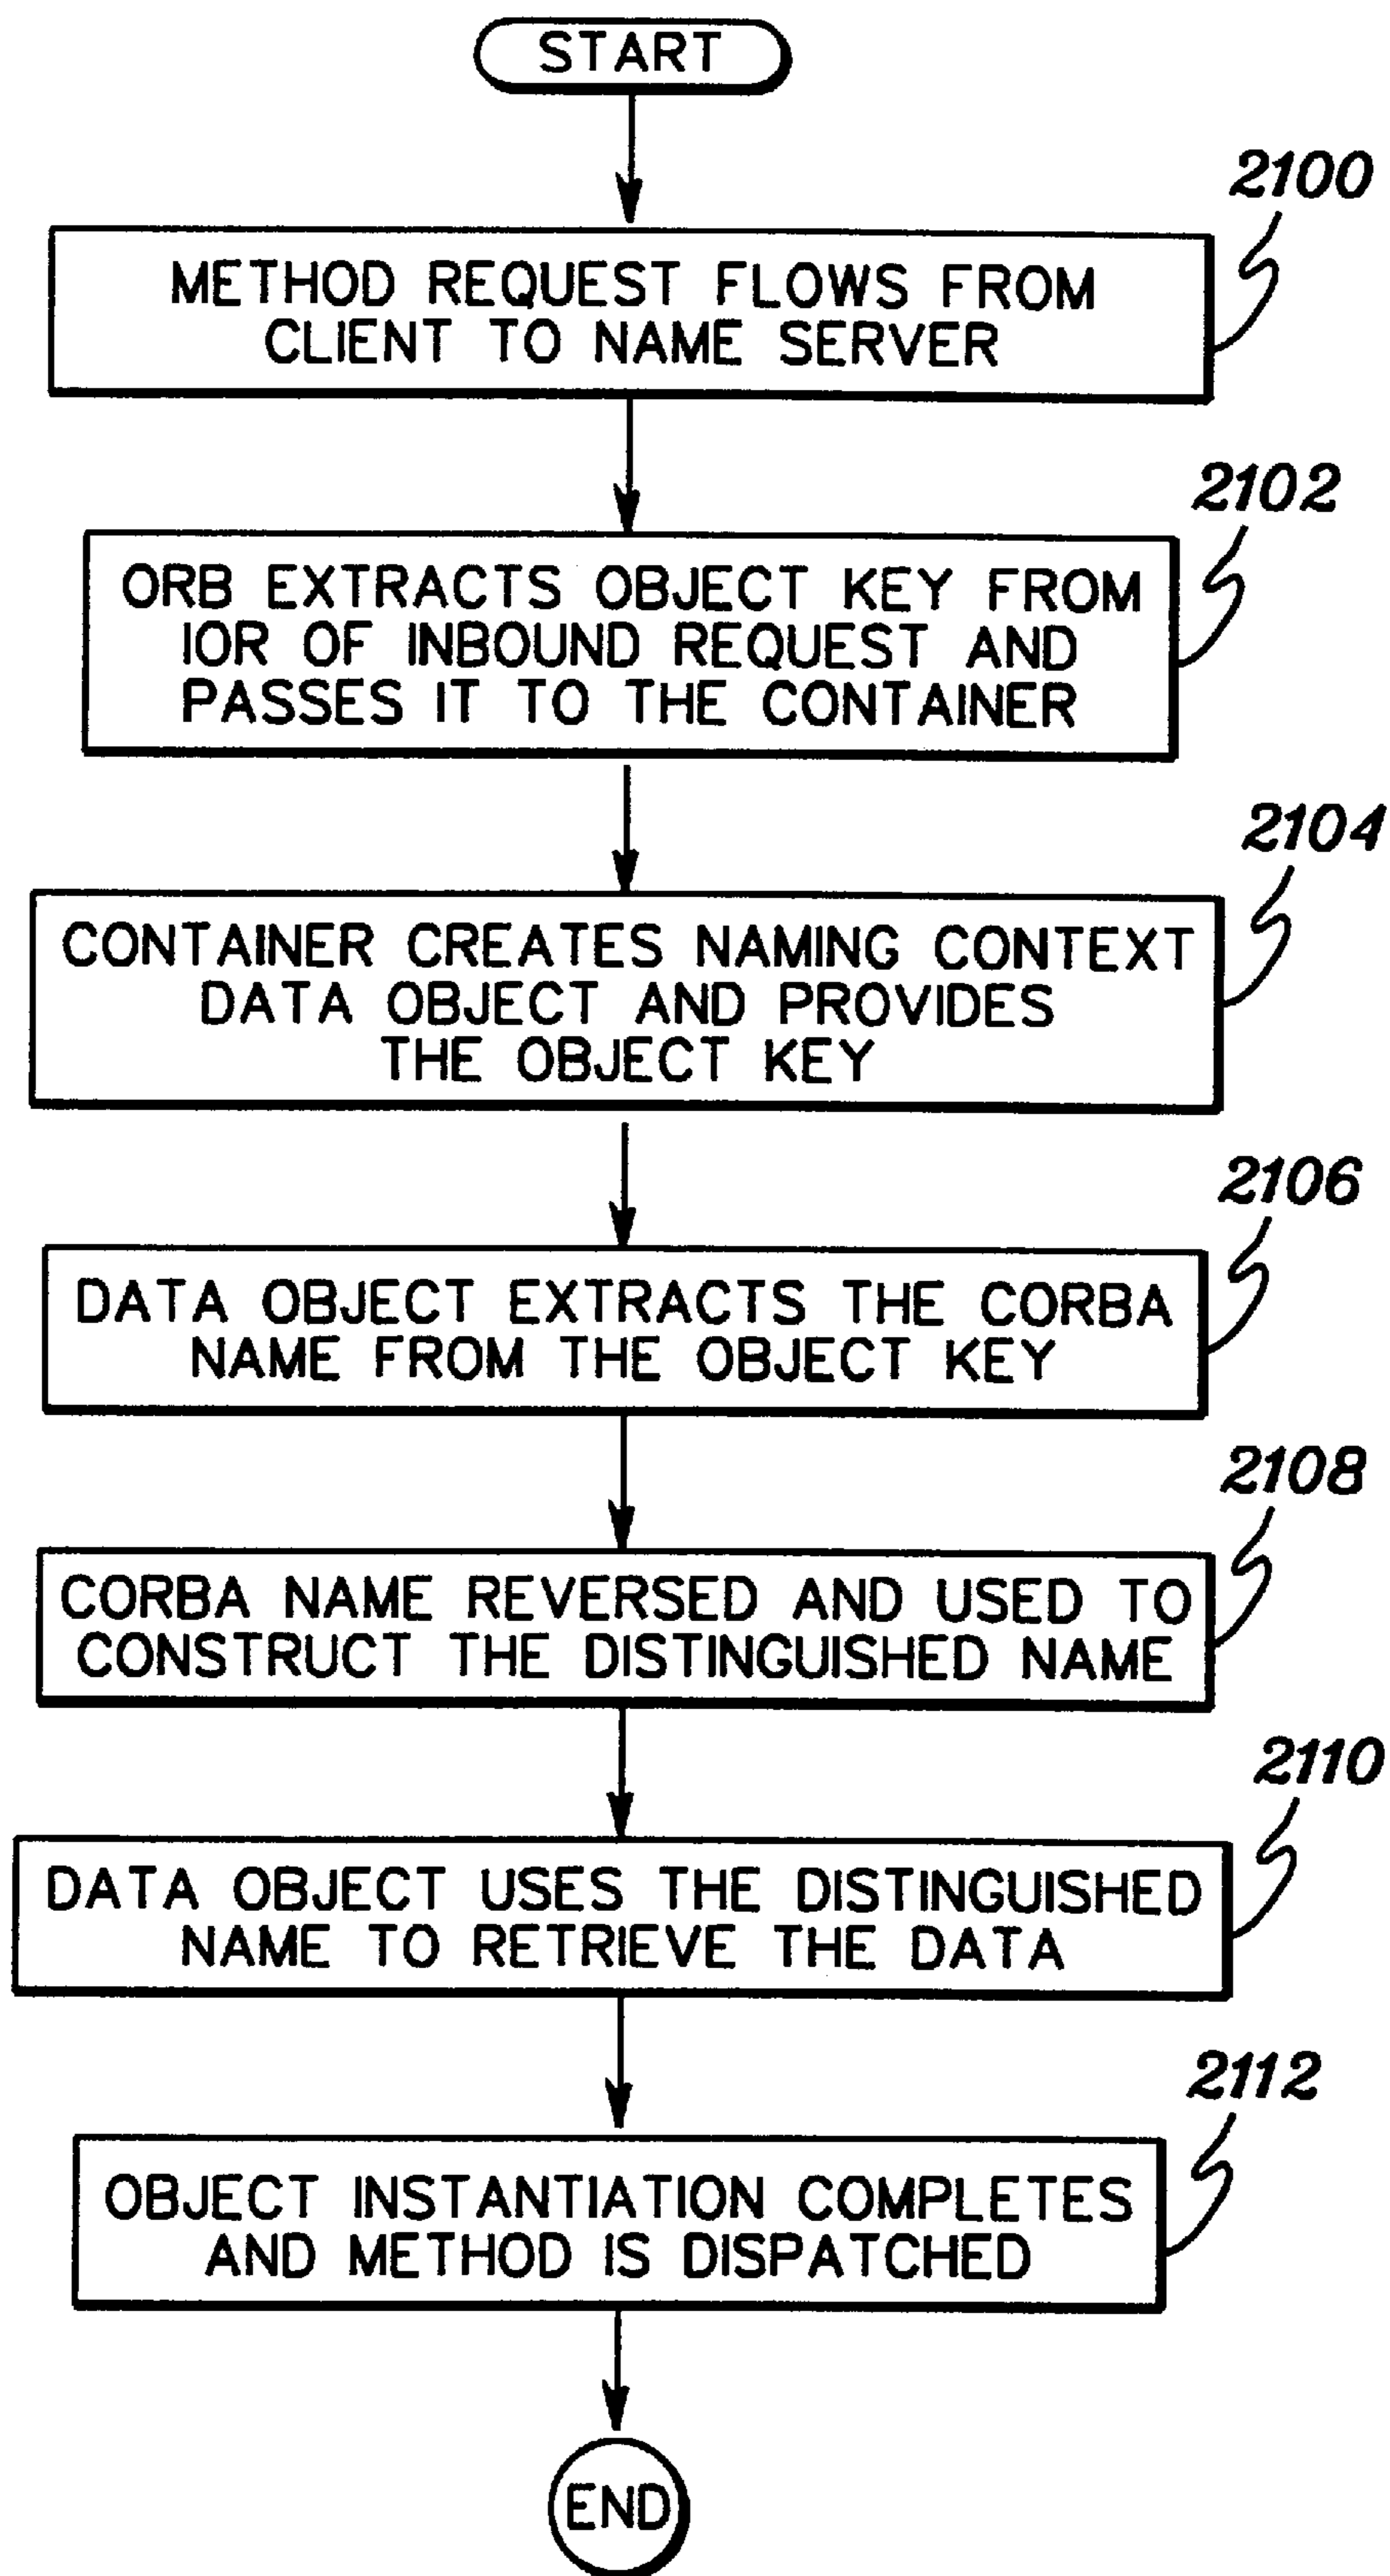 START
2100
METHOD REQUEST FLOWS FROM
CLIENT TO NAME SERVER
2102
ORB EXTRACTS OBJECT KEY FROM
IOR OF INBOUND REQUEST AND
PASSES IT TO THE CONTAINER
2104
CONTAINER CREATES NAMING CONTEXT
DATA OBJECT AND PROVIDES
THE OBJECT KEY
2106
DATA OBJECT EXTRACTS THE CORBA
NAME FROM THE OBJECT KEY
2108
CORBA NAME REVERSED AND USED TO
CONSTRUCT THE DISTINGUISHED NAME
2110
DATA OBJECT USES THE DISTINGUISHED
NAME TO RETRIEVE THE DATA
2112
OBJECT INSTANTIATION COMPLETES
AND METHOD IS DISPATCHED
END